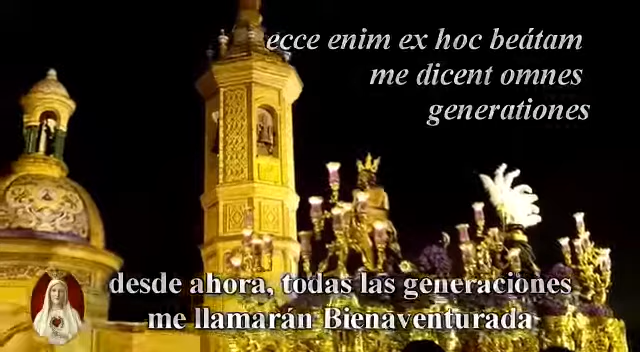 ecce enim ex hoc beátam
me dicent omnes
generationes
desde ahora, todas las generaciones
me llamarán Bienaventurada